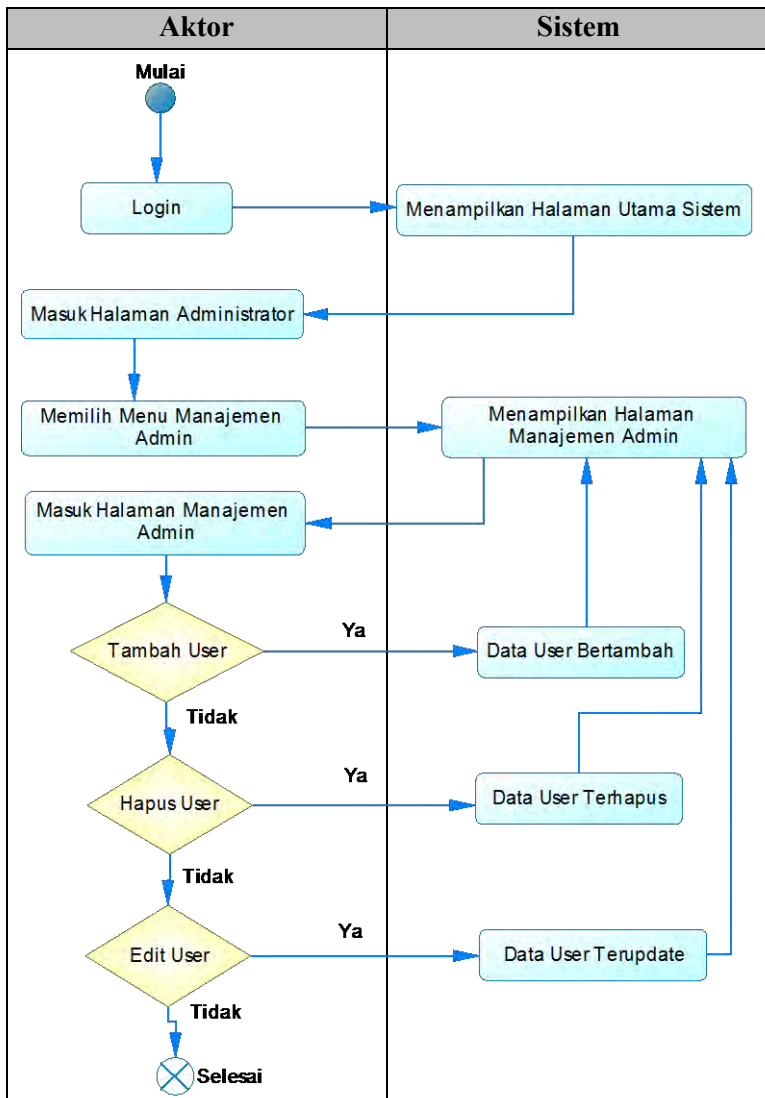 Aktor
Sistem
Mulai
Login
Menampilkan Halaman Utama Sistem
Masuk Halaman Administrator
Memilih Menu Manajemen
Admin
Menampilkan Halaman
Manajemen Admin
Masuk Halaman Manajemen
Admin
Tambah User
Ya
Data User Bertambah
Tidak
Hapus User
Ya
Data User Terhapus
Tidak
Edit User
Ya
Data User Terupdate
Tidak
Selesai